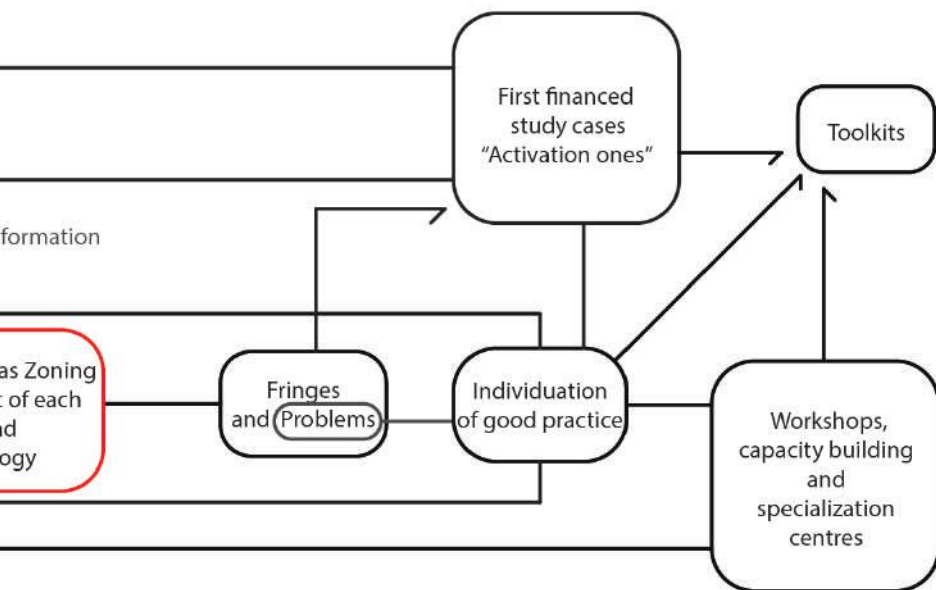 First financed
study cases
“Activation ones”
Toolkits
formation
as Zoning
of each
Fringes
and Problems
Individuation
of good practice
Workshops,
capacity building
and
specialization
centres